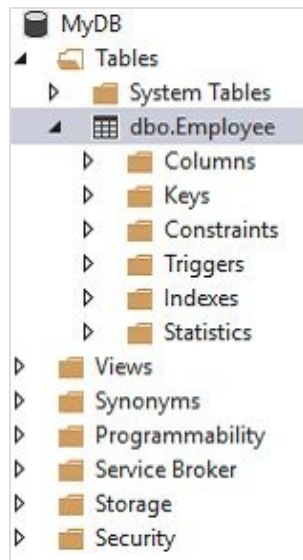 MyDB
Tables
System Tables
dbo.Employee
Columns
Keys
Constraints
Triggers
Indexes
Statistics
Views
Synonyms
Programmability
Service Broker
Storage
Security